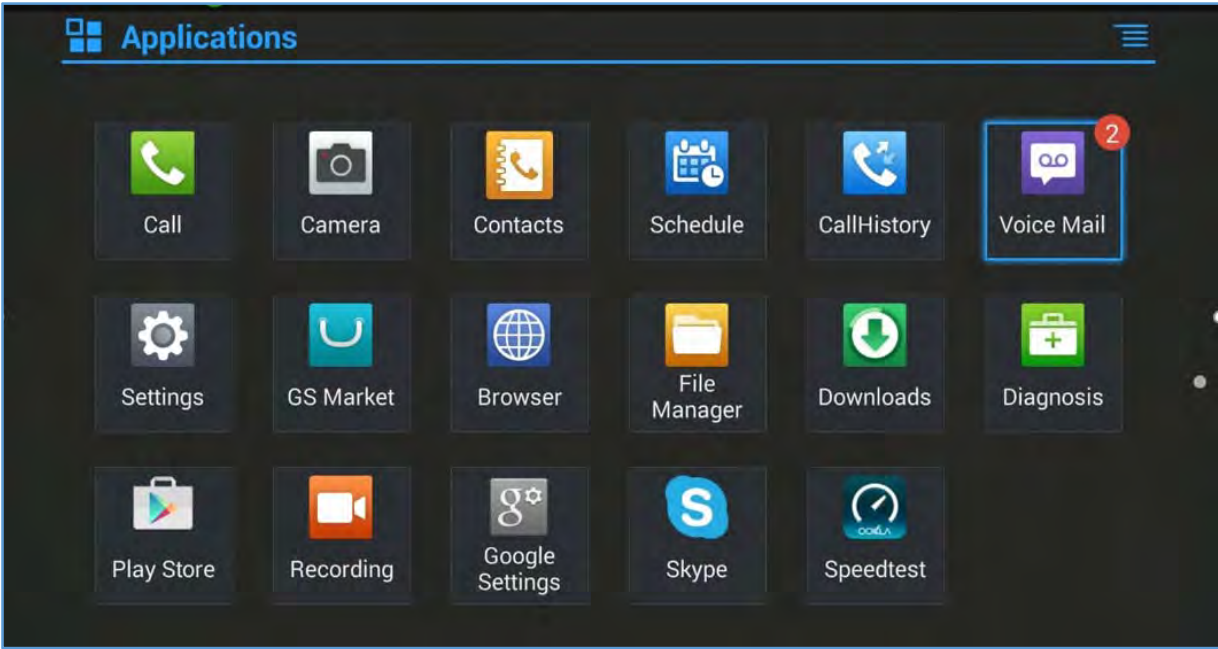 Applications
2
Call
Camera
Contacts
Schedule
CallHistory
Voice Mail
Settings
GS Market
Browser
File
Manager
Downloads
Diagnosis
Play Store
Recording
g
Google
Settings
S
Skype
OOKLA
Speedtest